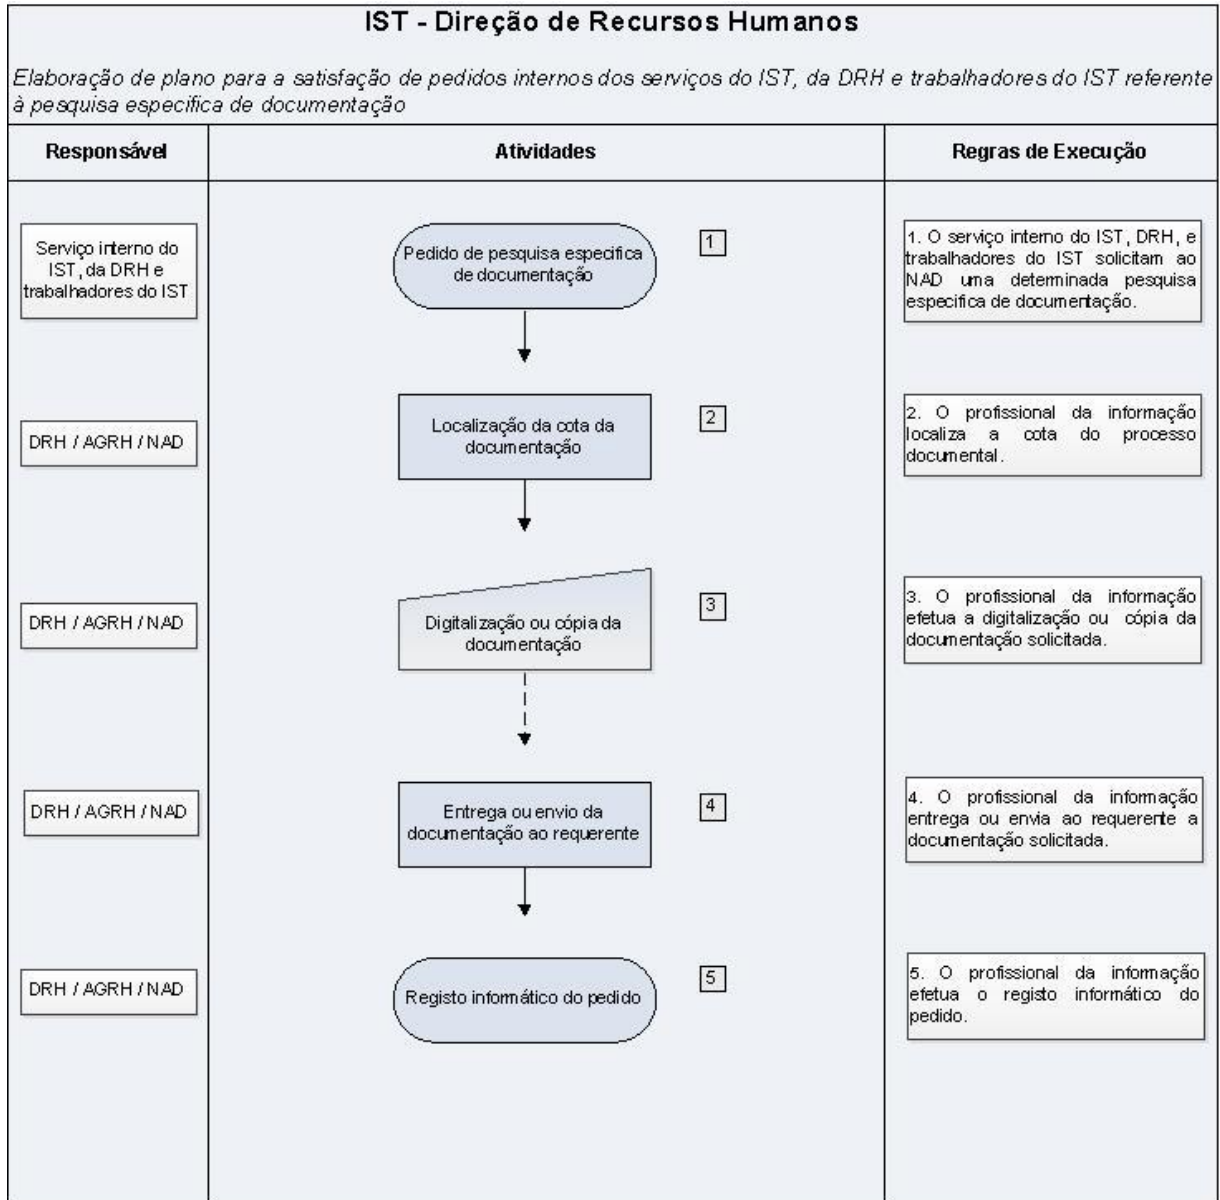 IST - Direção de Recursos Humanos
Elaboração de plano para a satisfação de pedidos internos dos serviços do IST, da DRH e trabalhadores do IST referente
à pesquisa especifica de documentação
Responsável
Atividades
Regras de Execução
Serviço interno do
IST, da DRH e
trabalhadores do IST
Pedido de pesquisa especifica
de documentação
1
1. O serviço interno do IST, DRH, e
trabalhadores do IST solicitam ao
NAD uma determinada pesquisa
especifica de documentação.
DRH / AGRH / NAD
Localização da cota da
documentação
2
2. O profissional da informação
localiza a cota do processo
documental.
DRH / AGRH / NAD
Digitalização ou cópia da
documentação
3
3. O profissional da informação
efetua a digitalização ou cópia da
documentação solicitada.
DRH / AGRH / NAD
Entrega ou envio da
documentação ao requerente
4
4. O profissional da informação
entrega ou envia ao requerente a
documentação solicitada.
DRH / AGRH / NAD
Registo informático do pedido
5
5. O profissional da informação
efetua o registo informático do
pedido.